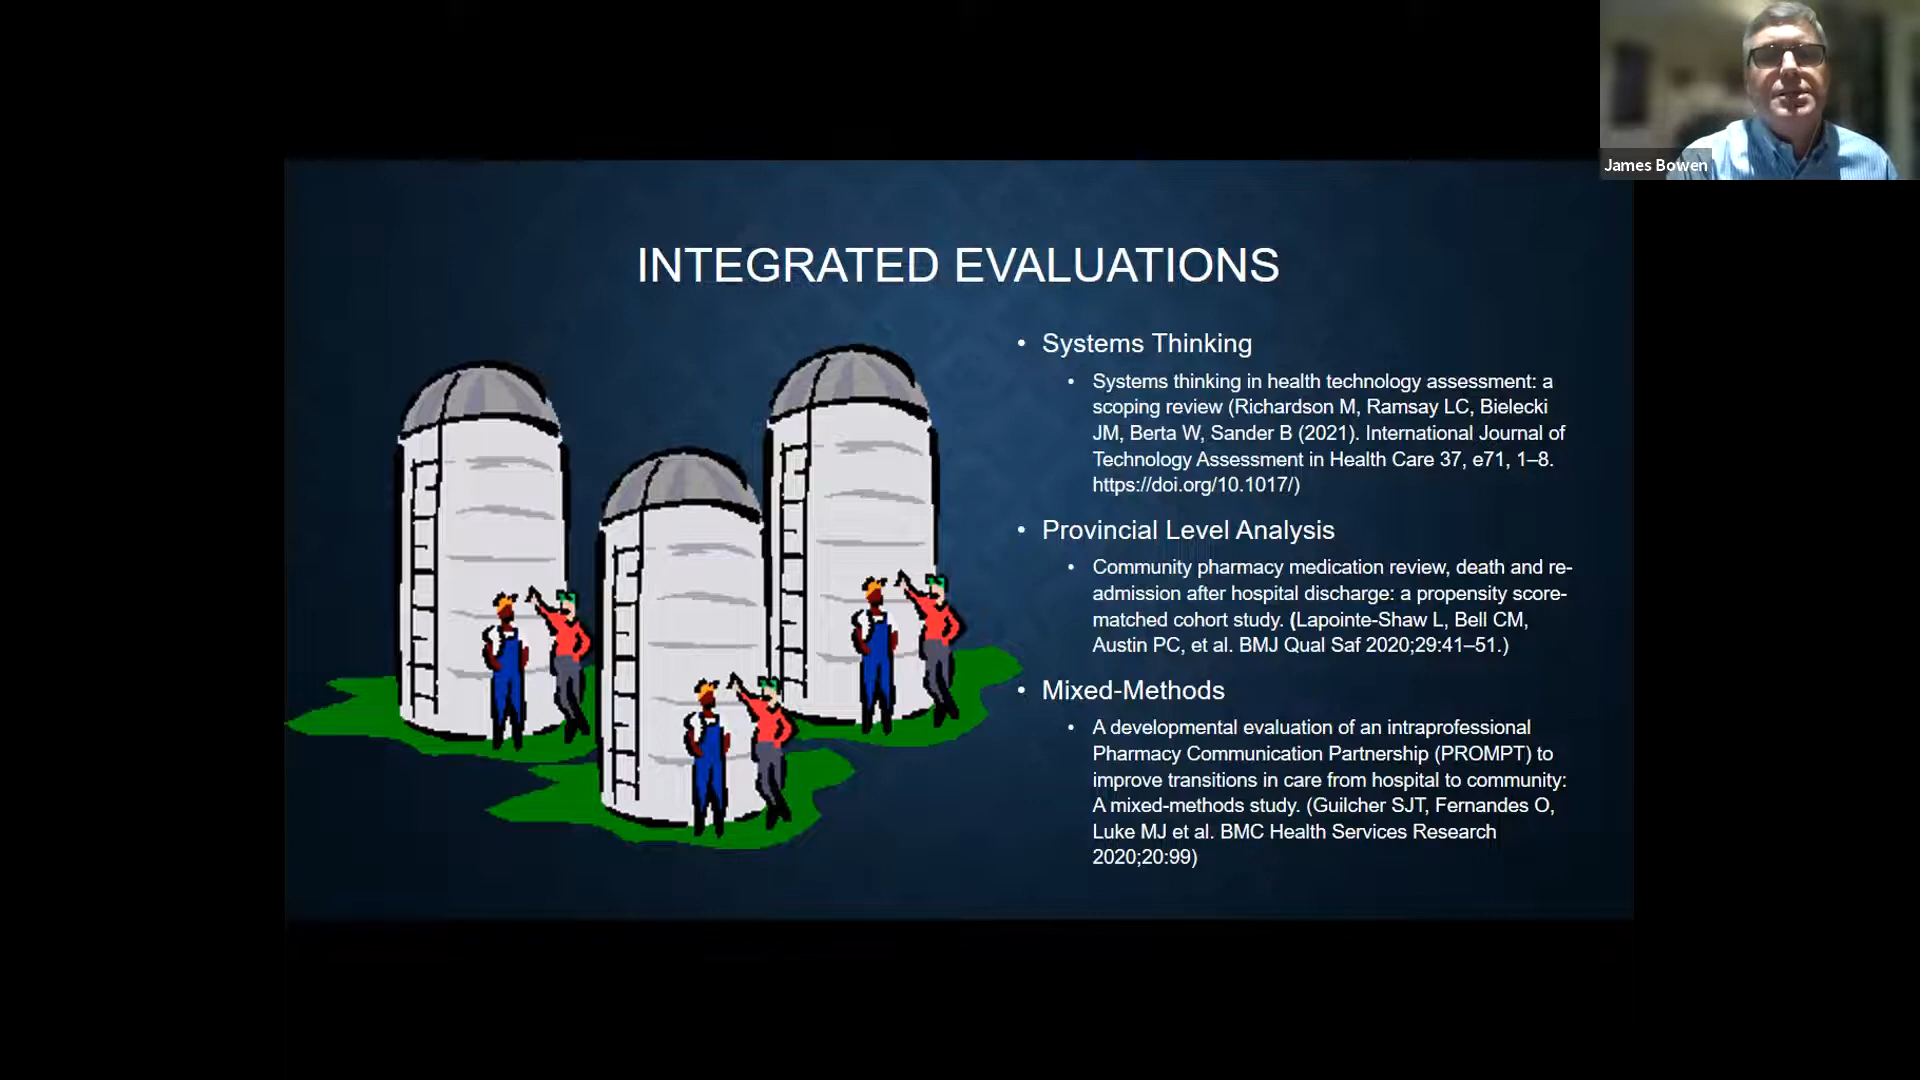 James Bowen
INTEGRATED EVALUATIONS
• Systems Thinking
• Systems thinking in health technology assessment: a
scoping review (Richardson M, Ramsay LC, Bielecki
JM, Berta W, Sander B (2021). International Journal of
Technology Assessment in Health Care 37, e71, 1–8.
https://doi.org/10.1017/)
• Provincial Level Analysis
• Community pharmacy medication review, death and re-
admission after hospital discharge: a propensity score-
matched cohort study. (Lapointe-Shaw L, Bell CM,
Austin PC, et al. BMJ Qual Saf 2020;29:41–51.)
• Mixed-Methods
• A developmental evaluation of an intraprofessional
Pharmacy Communication Partnership (PROMPT) to
improve transitions in care from hospital to community:
A mixed-methods study. (Guilcher SJT, Fernandes O,
Luke MJ et al. BMC Health Services Research
2020;20:99)